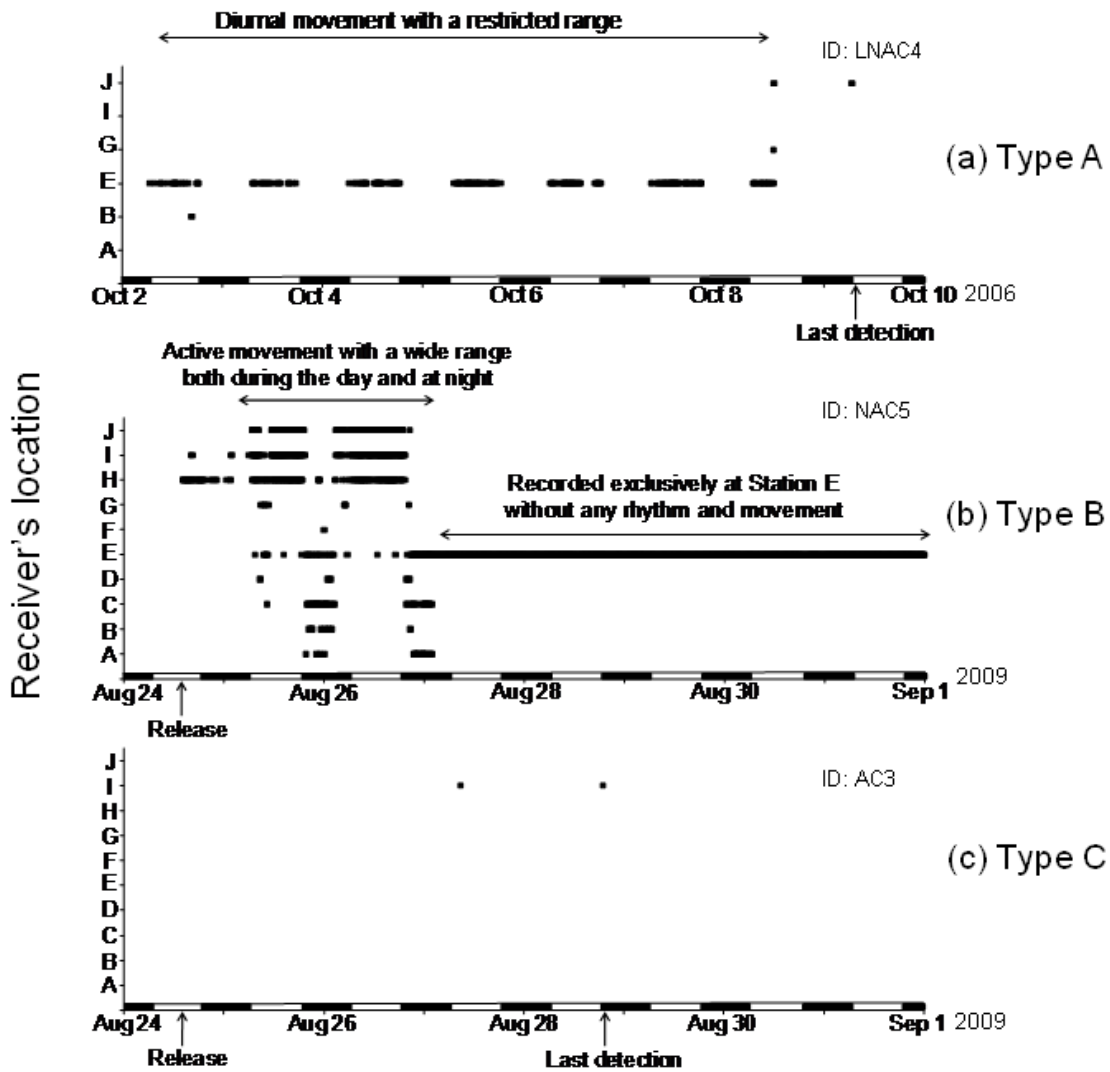 Diurnal movement with a restricted range
ID: LNAC4
J
I
G
E
B
A
(a) Type A
Oct 2
Oct 4
Oct 6
Oct 8
Oct 10 2006
Last detection
Receiver's location
Active movement with a wide range
both during the day and at night
ID: NAC5
J
I
H
G
F
E
D
C
B
A
Recorded exclusively at Station E
without any rhythm and movement
(b) Type B
Aug 24
Aug 26
Aug 28
Aug 30
Sep 1 2009
Release
ID: AC3
J
I
H
G
F
E
D
C
B
A
(c) Type C
Aug 24
Aug 26
Aug 28
Aug 30
Sep 1 2009
Release
Last detection